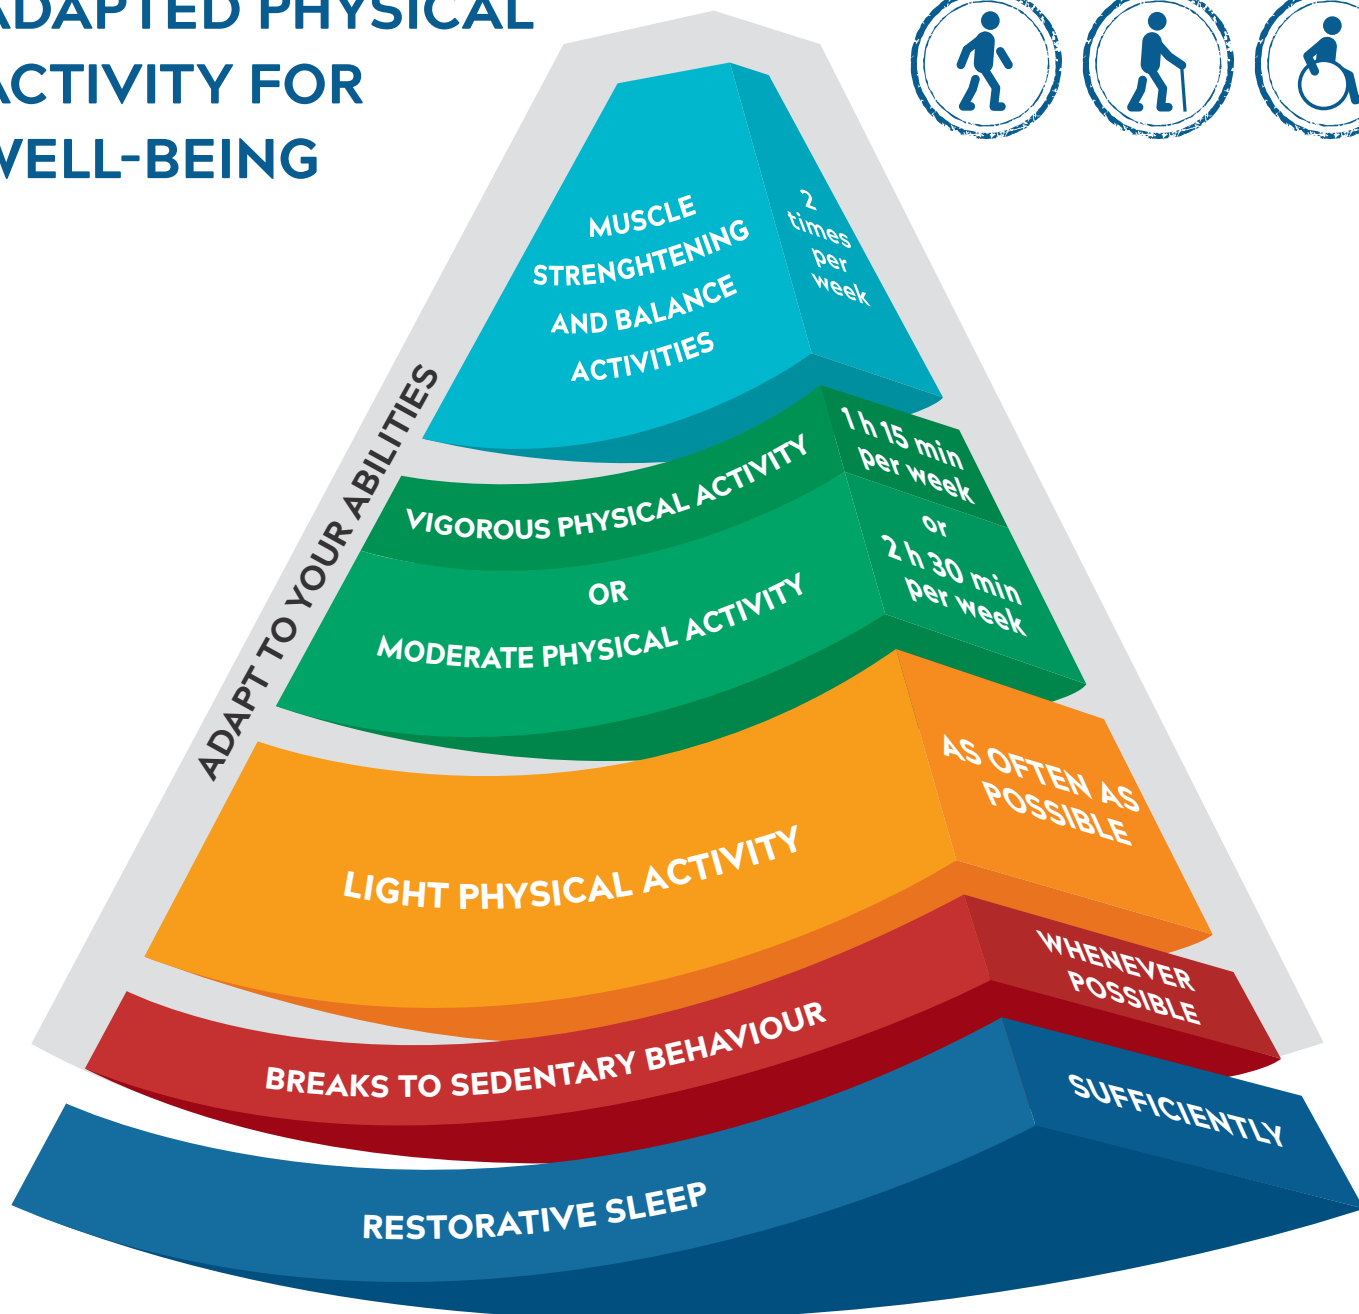 ADAPTED PHYSICAL
ACTIVITY FOR
WELL-BEING
MUSCLE
STRENGHTENING
AND BALANCE
ACTIVITIES
2
times
per
week
ADAPT TO YOUR ABILITIES
VIGOROUS PHYSICAL ACTIVITY
1 h 15 min
per week
OR
or
MODERATE PHYSICAL ACTIVITY
2 h 30 min
per week
LIGHT PHYSICAL ACTIVITY
AS OFTEN AS
POSSIBLE
BREAKS TO SEDENTARY BEHAVIOUR
WHENEVER
POSSIBLE
RESTORATIVE SLEEP
SUFFICIENTLY